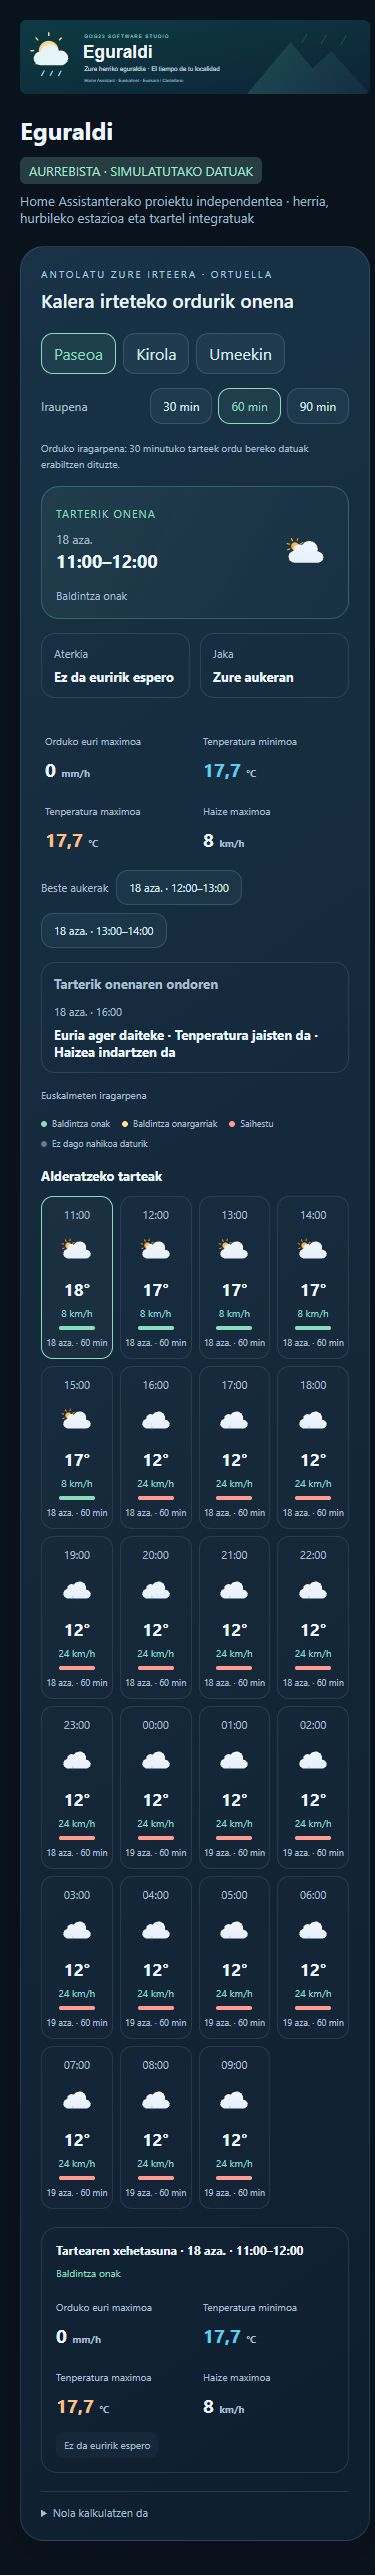 GOG23 SOFTWARE STUDIO
Eguraldi
Zure herriko eguraldia · El tiempo de tu localidad
Home Assistant · Euskalmet · Euskara / Castellano
Eguraldi
AURREBISTA · SIMULATUTAKO DATUAK
Home Assistanterako proiektu independentea · herria,
hurbileko estazioa eta txartel integratuak
ANTOLATU ZURE IRTEERA · ORTUELLA
Kalera irteteko ordurik onena
Paseoa Kirola Umeekin
Iraupena 30 min 60 min 90 min
Orduko iragarpena: 30 minutuko tarteek ordu bereko datuak
erabiltzen dituzte.
TARTERIK ONENA
18 aza.
11:00–12:00
Baldintza onak
Aterkia Jaka
Ez da euririk espero Zure aukeran
Orduko euri maximoa Tenperatura minimoa
0 mm/h 17,7 °C
Tenperatura maximoa Haize maximoa
17,7 °C 8 km/h
Beste aukerak 18 aza. · 12:00–13:00
18 aza. · 13:00–14:00
Tarterik onenaren ondoren
18 aza. · 16:00
Euria ager daiteke · Tenperatura jaisten da ·
Haizea indartzen da
Euskalmeten iragarpena
Baldintza onak Baldintza onargarriak Saihestu
Ez dago nahikoa daturik
Alderatzeko tarteak
11:00 12:00 13:00 14:00
18° 17° 17° 17°
8 km/h 8 km/h 8 km/h 8 km/h
18 aza. · 60 min 18 aza. · 60 min 18 aza. · 60 min 18 aza. · 60 min
15:00 16:00 17:00 18:00
17° 12° 12° 12°
8 km/h 24 km/h 24 km/h 24 km/h
18 aza. · 60 min 18 aza. · 60 min 18 aza. · 60 min 18 aza. · 60 min
19:00 20:00 21:00 22:00
12° 12° 12° 12°
24 km/h 24 km/h 24 km/h 24 km/h
18 aza. · 60 min 18 aza. · 60 min 18 aza. · 60 min 18 aza. · 60 min
23:00 00:00 01:00 02:00
12° 12° 12° 12°
24 km/h 24 km/h 24 km/h 24 km/h
18 aza. · 60 min 19 aza. · 60 min 19 aza. · 60 min 19 aza. · 60 min
03:00 04:00 05:00 06:00
12° 12° 12° 12°
24 km/h 24 km/h 24 km/h 24 km/h
19 aza. · 60 min 19 aza. · 60 min 19 aza. · 60 min 19 aza. · 60 min
07:00 08:00 09:00
12° 12° 12°
24 km/h 24 km/h 24 km/h
19 aza. · 60 min 19 aza. · 60 min 19 aza. · 60 min
Tartearen xehetasuna · 18 aza. · 11:00–12:00
Baldintza onak
Orduko euri maximoa Tenperatura minimoa
0 mm/h 17,7 °C
Tenperatura maximoa Haize maximoa
17,7 °C 8 km/h
Ez da euririk espero
Nola kalkulatzen da